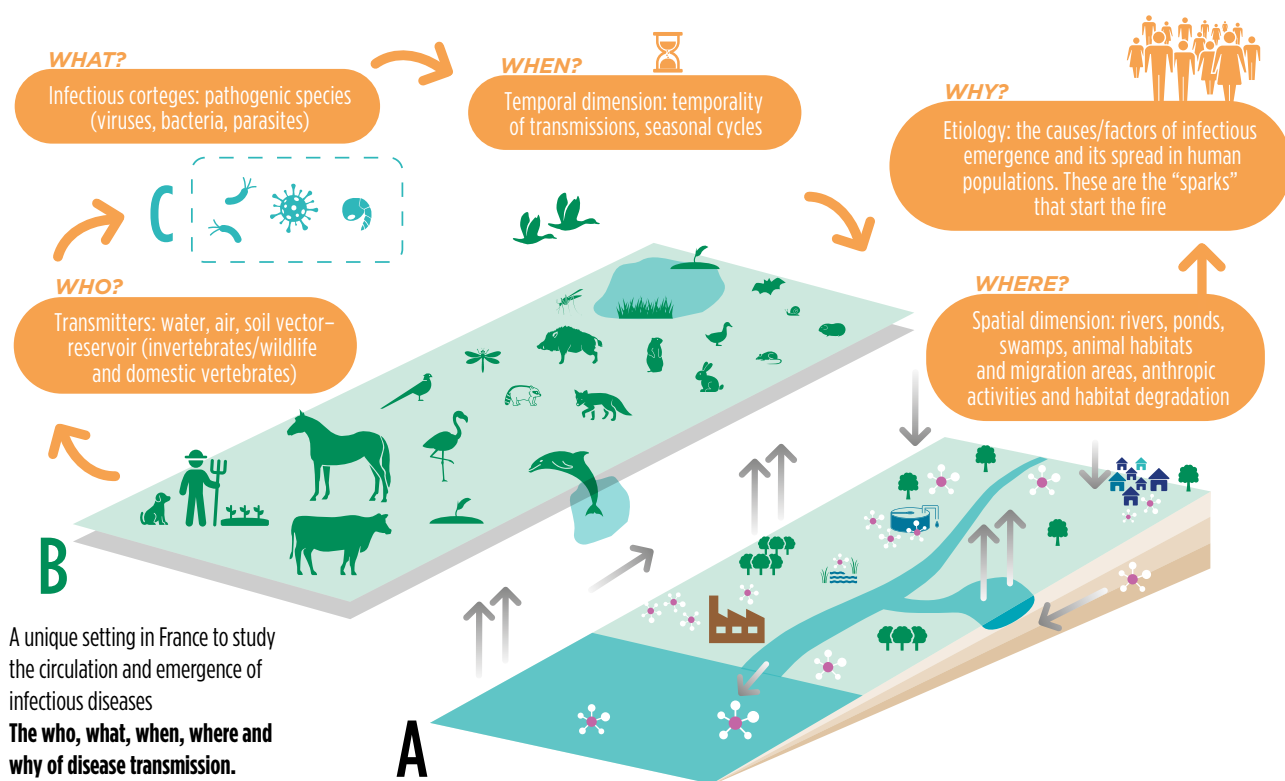 WHAT?
Infectious corteges: pathogenic species
(viruses, bacteria, parasites)
WHEN?
Temporal dimension: temporality
of transmissions, seasonal cycles
WHY?
Etiology: the causes/factors of infectious
emergence and its spread in human
populations. These are the “sparks”
that start the fire
C
WHO?
Transmitters: water, air, soil vector–
reservoir (invertebrates/wildlife
and domestic vertebrates)
WHERE?
Spatial dimension: rivers, ponds,
swamps, animal habitats
and migration areas, anthropic
activities and habitat degradation
B
A unique setting in France to study
the circulation and emergence of
infectious diseases
The who, what, when, where and
why of disease transmission.
A